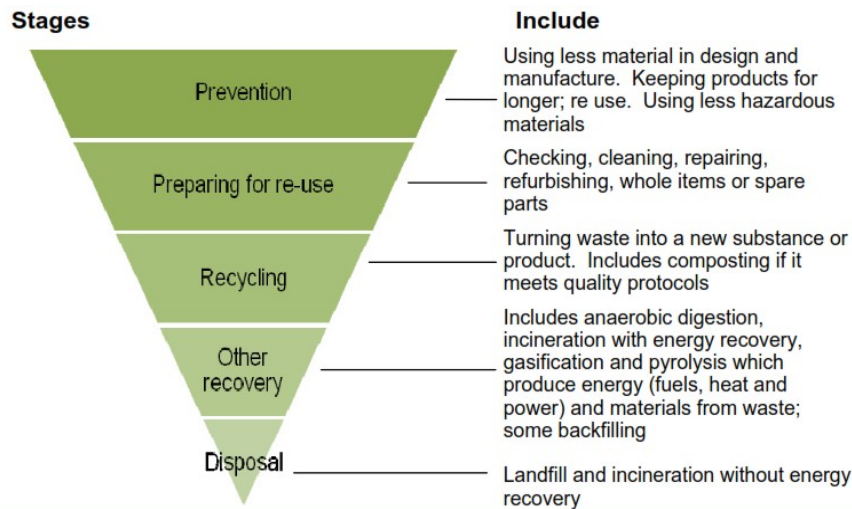 Stages
Include
Prevention
Using less material in design and
manufacture. Keeping products for
longer; re use. Using less hazardous
materials
Preparing for re-use
Checking, cleaning, repairing,
refurbishing, whole items or spare
parts
Recycling
Turning waste into a new substance or
product. Includes composting if it
meets quality protocols
Other
recovery
Includes anaerobic digestion,
incineration with energy recovery,
gasification and pyrolysis which
produce energy (fuels, heat and
power) and materials from waste;
some backfilling
Disposal
Landfill and incineration without energy
recovery